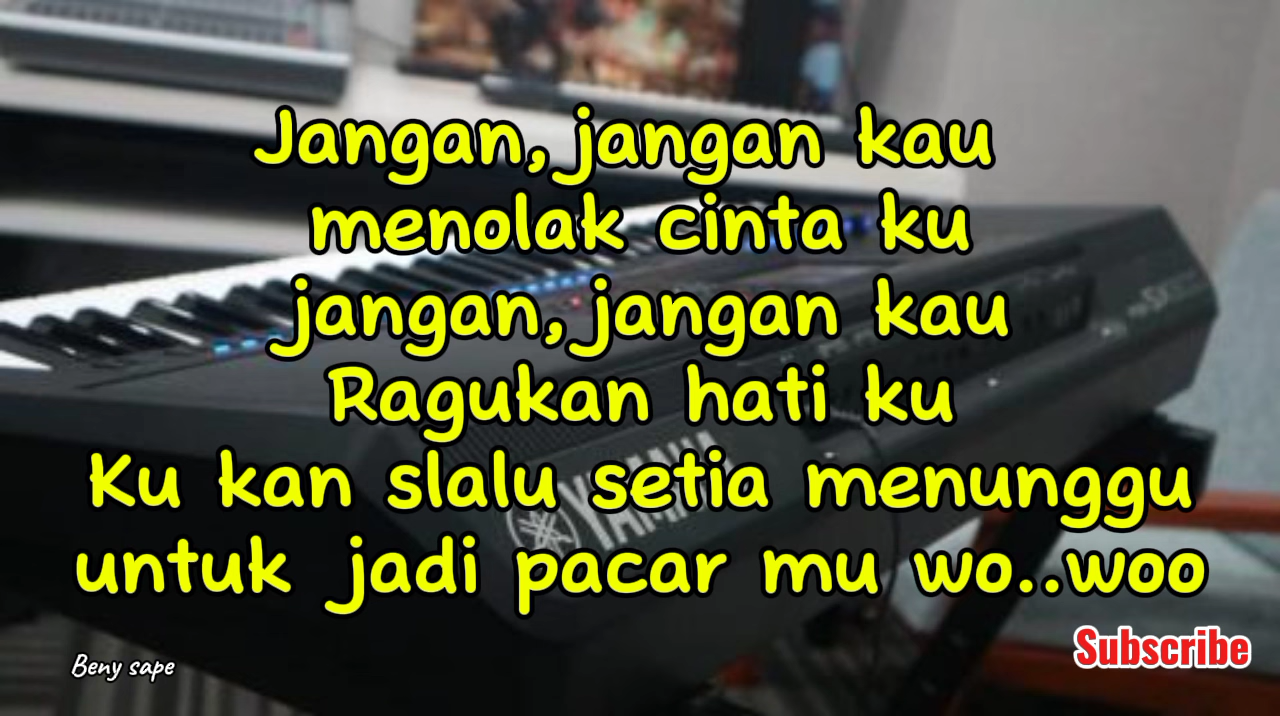 Jangan, jangan kau
menolak cinta ku
jangan, jangan kau
Ragukan hati ku
Ku kan slalu setia menunggu
untuk jadi pacar mu wo..woo
YAMAHA
Beny sape
Subscribe